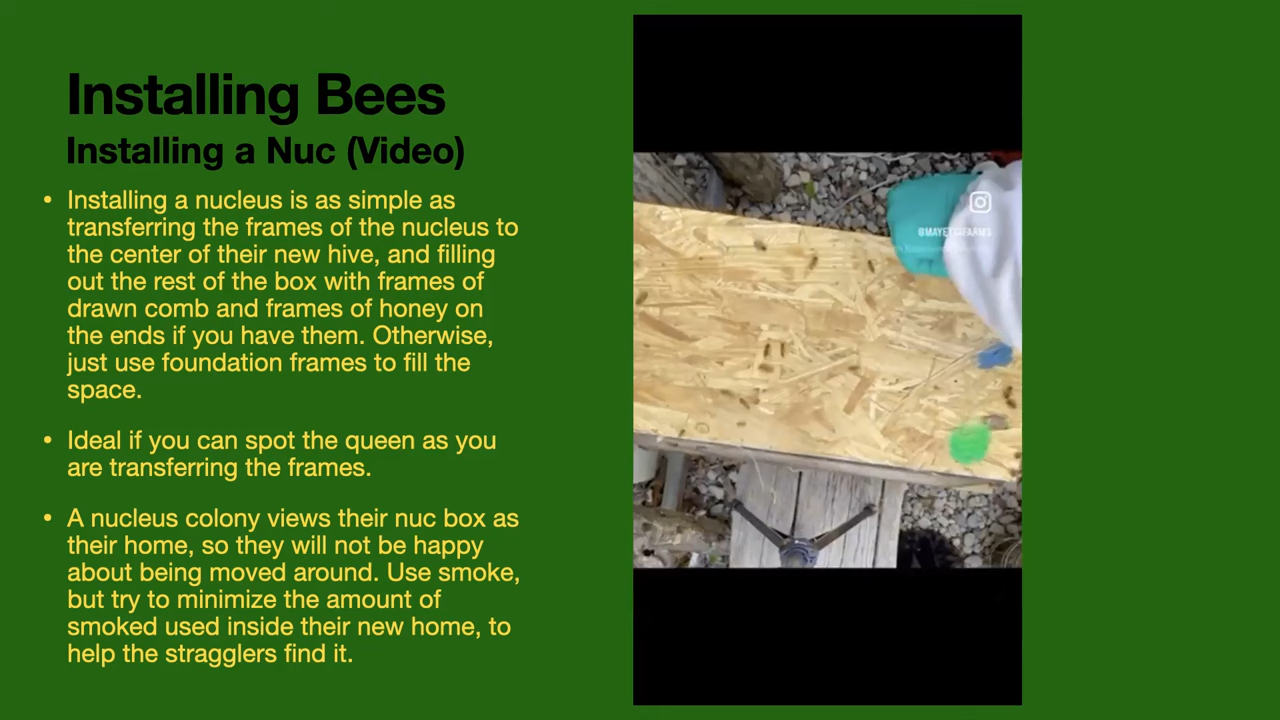 Installing Bees
Installing a Nuc (Video)
• Installing a nucleus is as simple as
transferring the frames of the nucleus to
the center of their new hive, and filling
out the rest of the box with frames of
drawn comb and frames of honey on
the ends if you have them. Otherwise,
just use foundation frames to fill the
space.
• Ideal if you can spot the queen as you
are transferring the frames.
• A nucleus colony views their nuc box as
their home, so they will not be happy
about being moved around. Use smoke,
but try to minimize the amount of
smoked used inside their new home, to
help the stragglers find it.